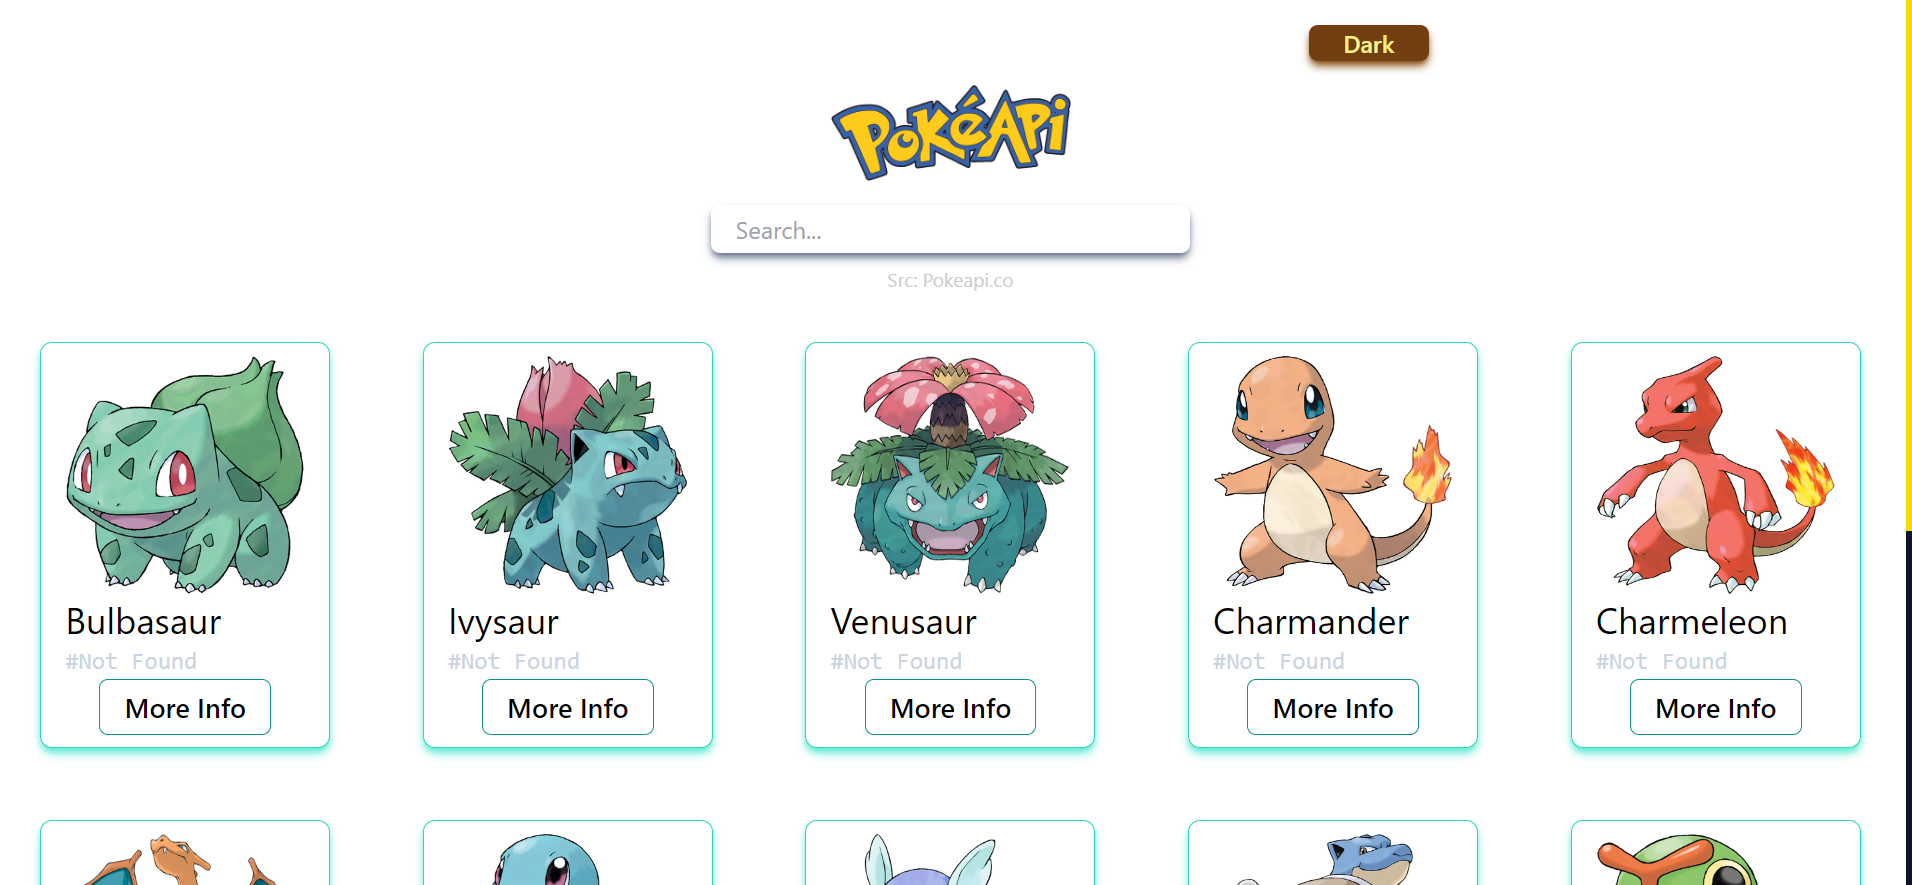 Dark
PokéApi
Search...
Src: Pokeapi.co
Bulbasaur
#Not Found
More Info
Ivysaur
#Not Found
More Info
Venusaur
#Not Found
More Info
Charmander
#Not Found
More Info
Charmeleon
#Not Found
More Info